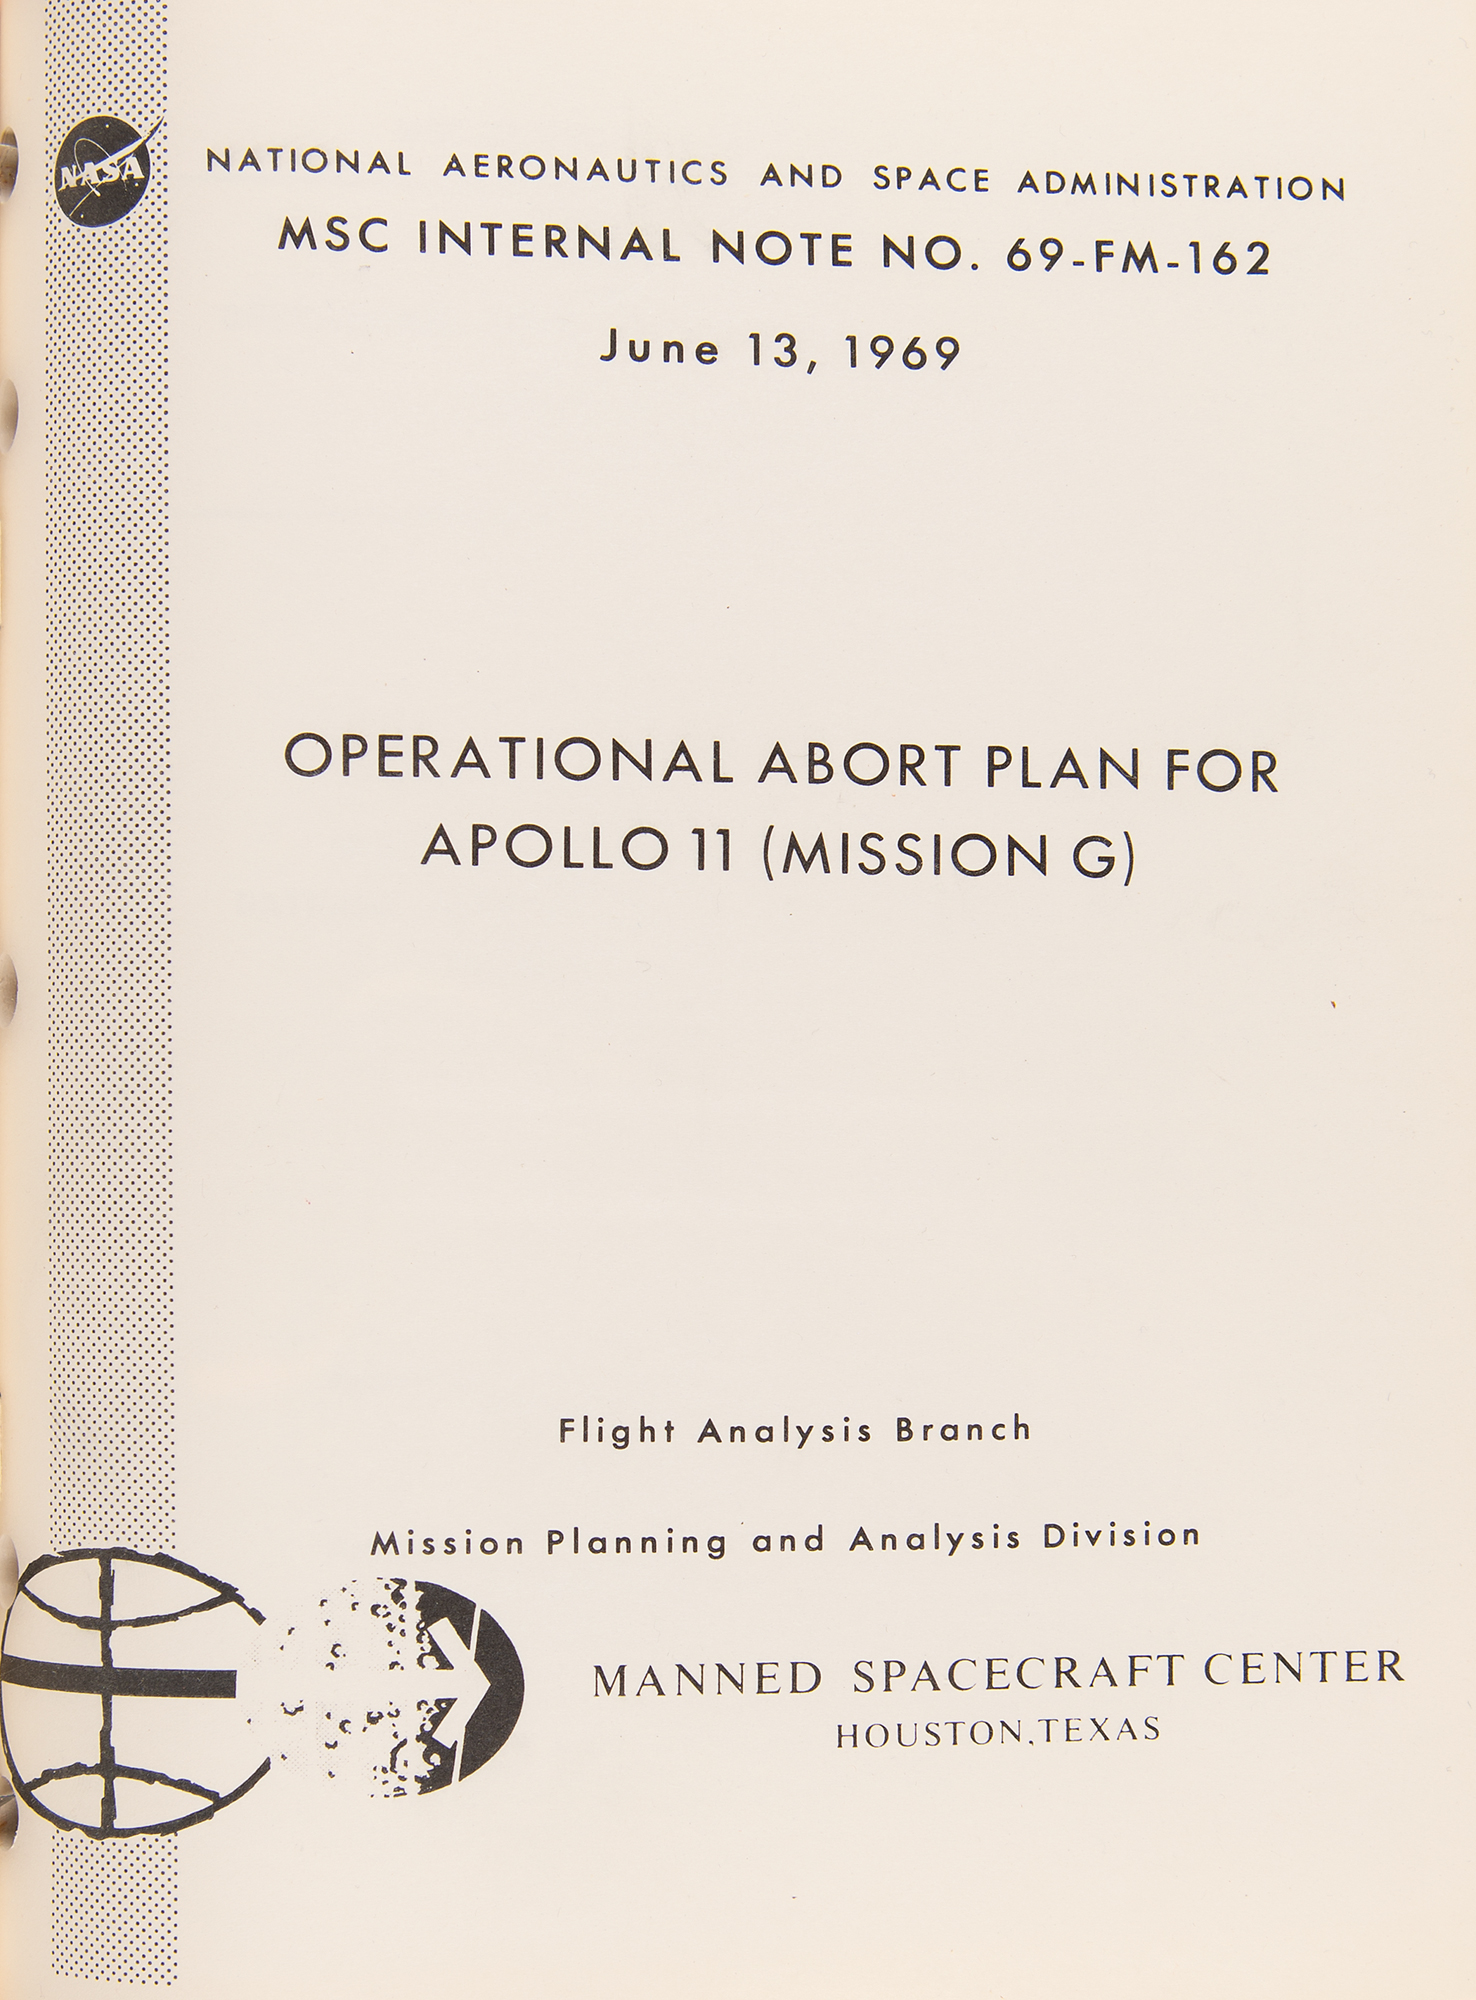 NASA
NATIONAL AERONAUTICS AND SPACE ADMINISTRATION
MSC INTERNAL NOTE NO. 69-FM-162
June 13, 1969
OPERATIONAL ABORT PLAN FOR
APOLLO 11 (MISSION G)
Flight Analysis Branch
Mission Planning and Analysis Division
MANNED SPACECRAFT CENTER
HOUSTON, TEXAS